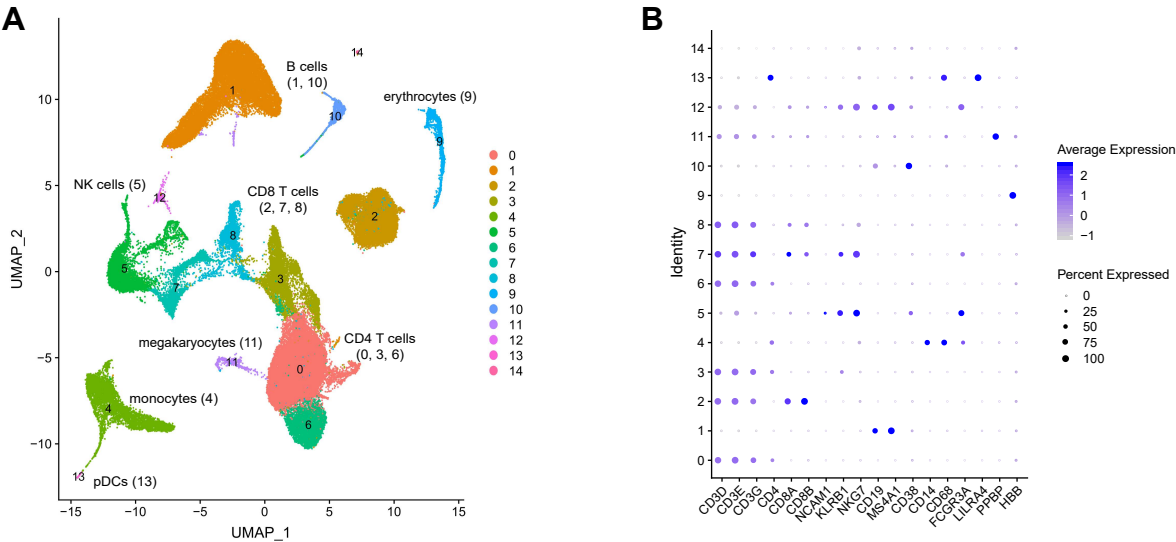 A
B
UMAP_2
10
5
0
−5
−10
−15
−10
−5
0
5
10
15
UMAP_1
1
14
B cells
(1, 10)
10
erythrocytes (9)
9
NK cells (5)
12
CD8 T cells
(2, 7, 8)
2
8
5
7
3
megakaryocytes (11)
11
CD4 T cells
(0, 3, 6)
0
monocytes (4)
4
6
13
pDCs (13)
0
1
2
3
4
5
6
7
8
9
10
11
12
13
14
Identity
14
13
12
11
10
9
8
7
6
5
4
3
2
1
0
CD3D
CD3E
CD3G
CD4
CD8A
CD8B
NCAM1
KLRB1
NKG7
CD19
MS4A1
CD38
CD14
CD68
FCGR3A
LILRA4
PPBP
HBB
Average Expression
2
1
0
−1
Percent Expressed
0
25
50
75
100